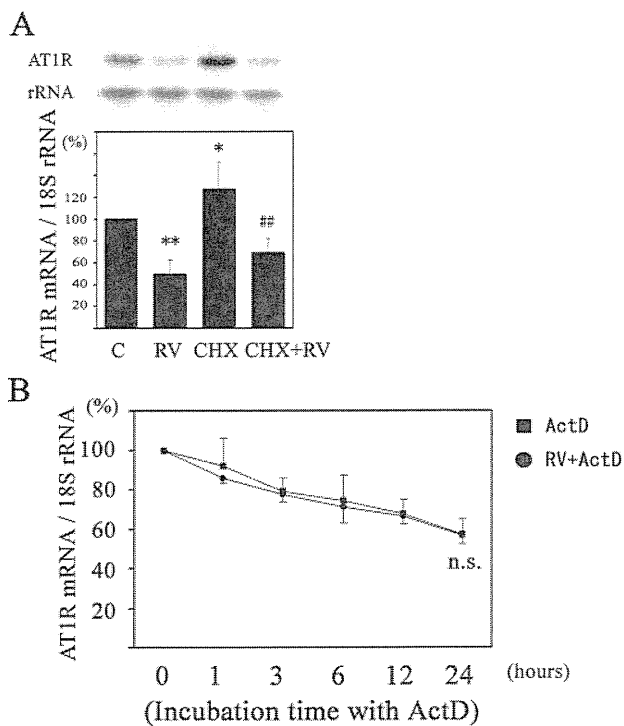 A
AT1R
rRNA
AT1R mRNA / 18S rRNA
(%)
120
100
80
60
40
20
**
*
##
C RV CHX CHX+RV
B
AT1R mRNA / 18S rRNA
(%)
100
80
60
40
20
n.s.
ActD
RV+ActD
0 1 3 6 12 24 (hours)
(Incubation time with ActD)